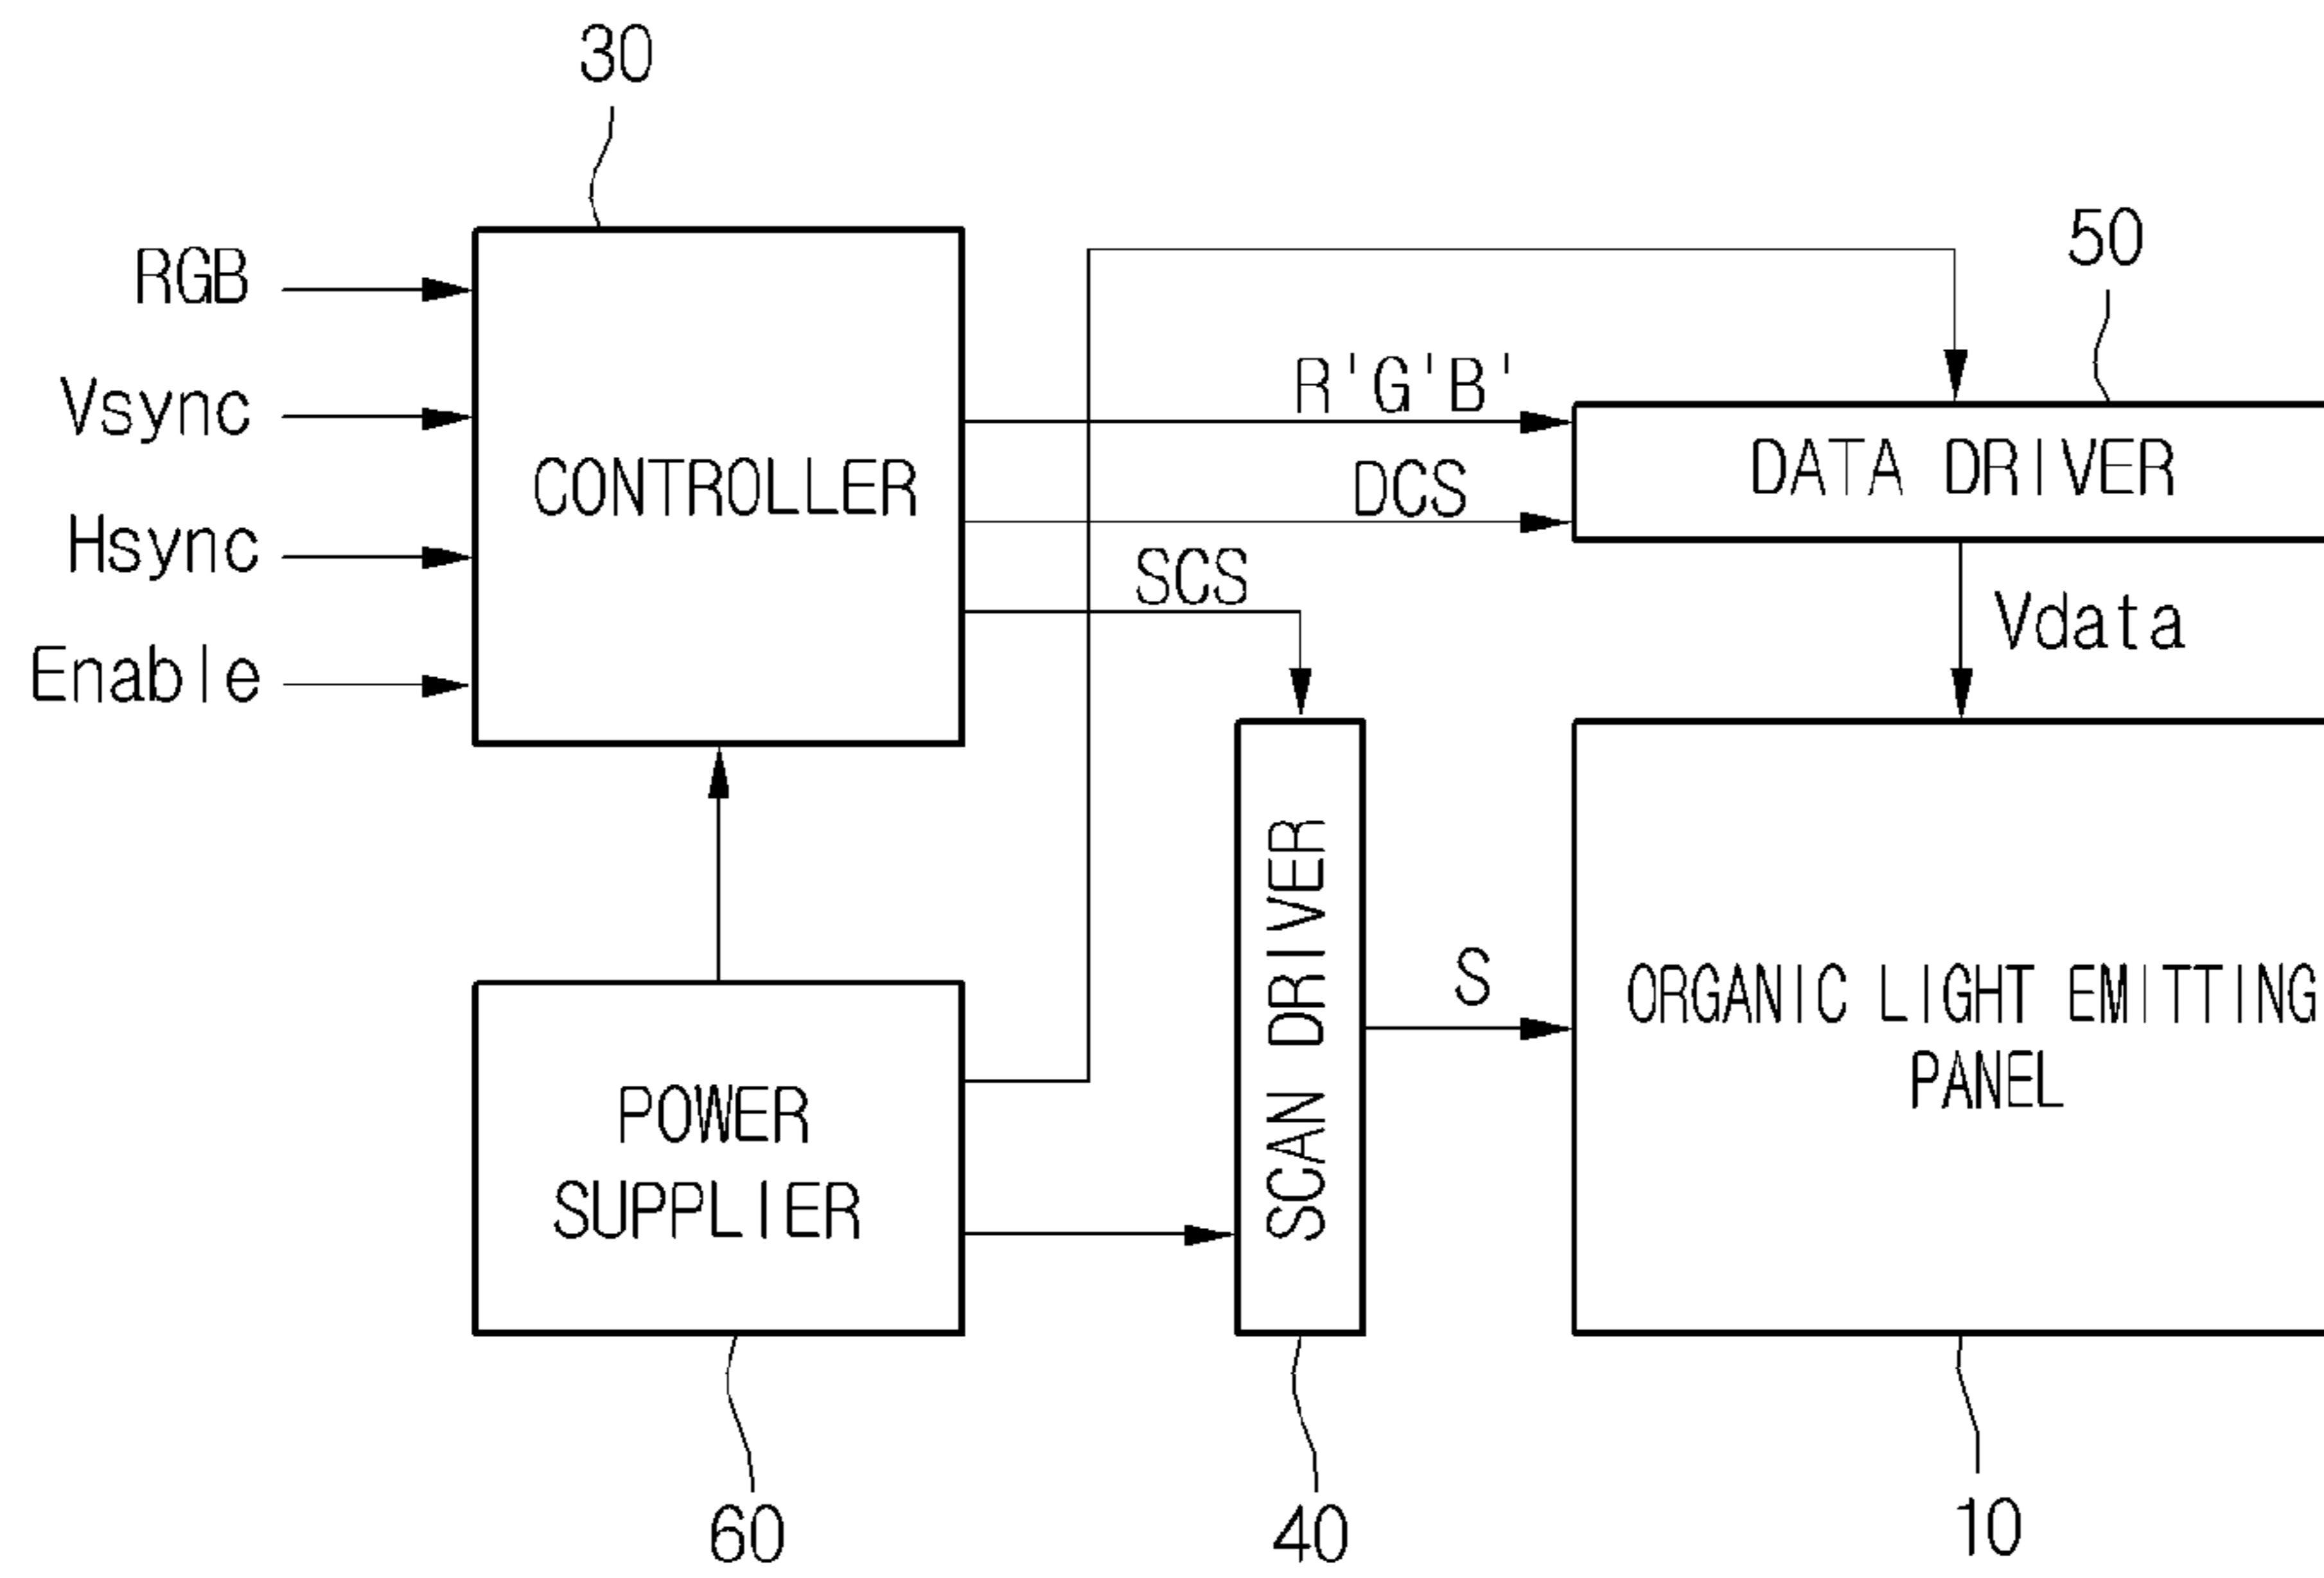 30
50
RGB
Vsync
Hsync
Enable
CONTROLLER
R'G'B'
DCS
SCS
DATA DRIVER
Vdata
SCAN DRIVER
S
ORGANIC LIGHT EMITTING
PANEL
POWER
SUPPLIER
60
40
10